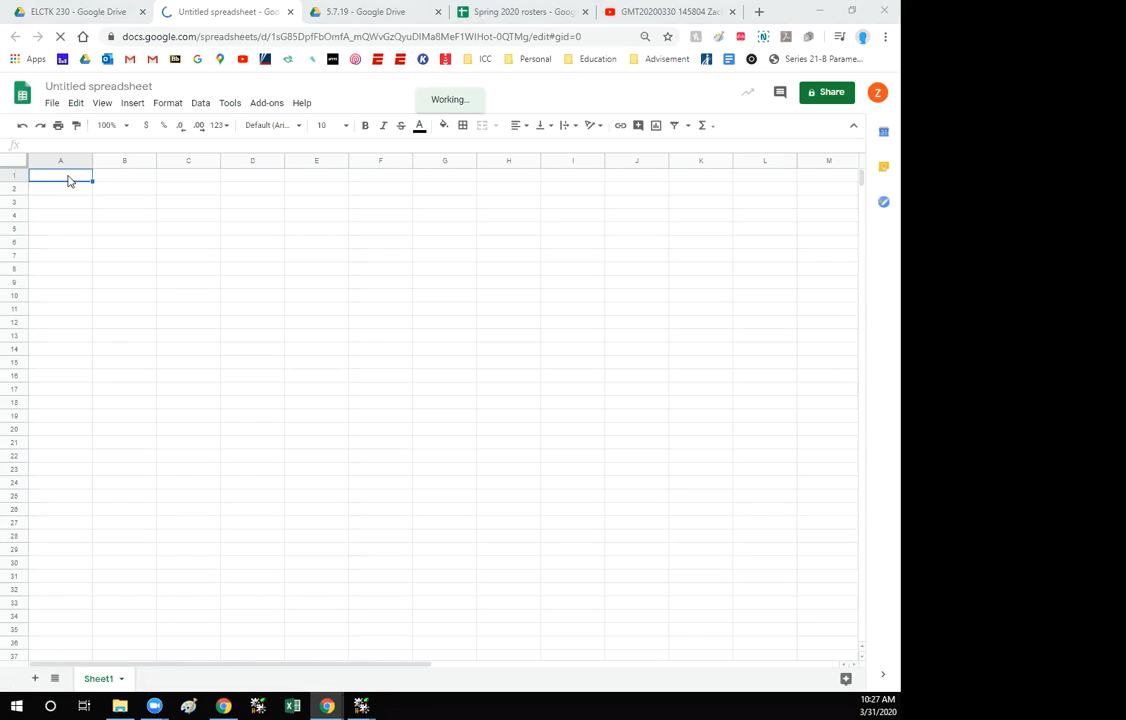 ELCTK 230 - Google Drive
Untitled spreadsheet - Goo
5.7.19 - Google Drive
Spring 2020 rosters - Goog
GMT20200330 145804 Zac
docs.google.com/spreadsheets/d/1sG85DpfFbOmfA_mQWvGzQyuDIMa8MeF1WIHot-0QTMg/edit#gid=0
Apps
ICC
Personal
Education
Advisement
Series 21-B Parame...
Untitled spreadsheet
File Edit View Insert Format Data Tools Add-ons Help
Working...
Share
Z
100% $ % .0 .00 123 Default (Ari... 10 B I S A
fx
A B C D E F G H I J K L M
1
2
3
4
5
6
7
8
9
10
11
12
13
14
15
16
17
18
19
20
21
22
23
24
25
26
27
28
29
30
31
32
33
34
35
36
37
Sheet1
10:27 AM
3/31/2020